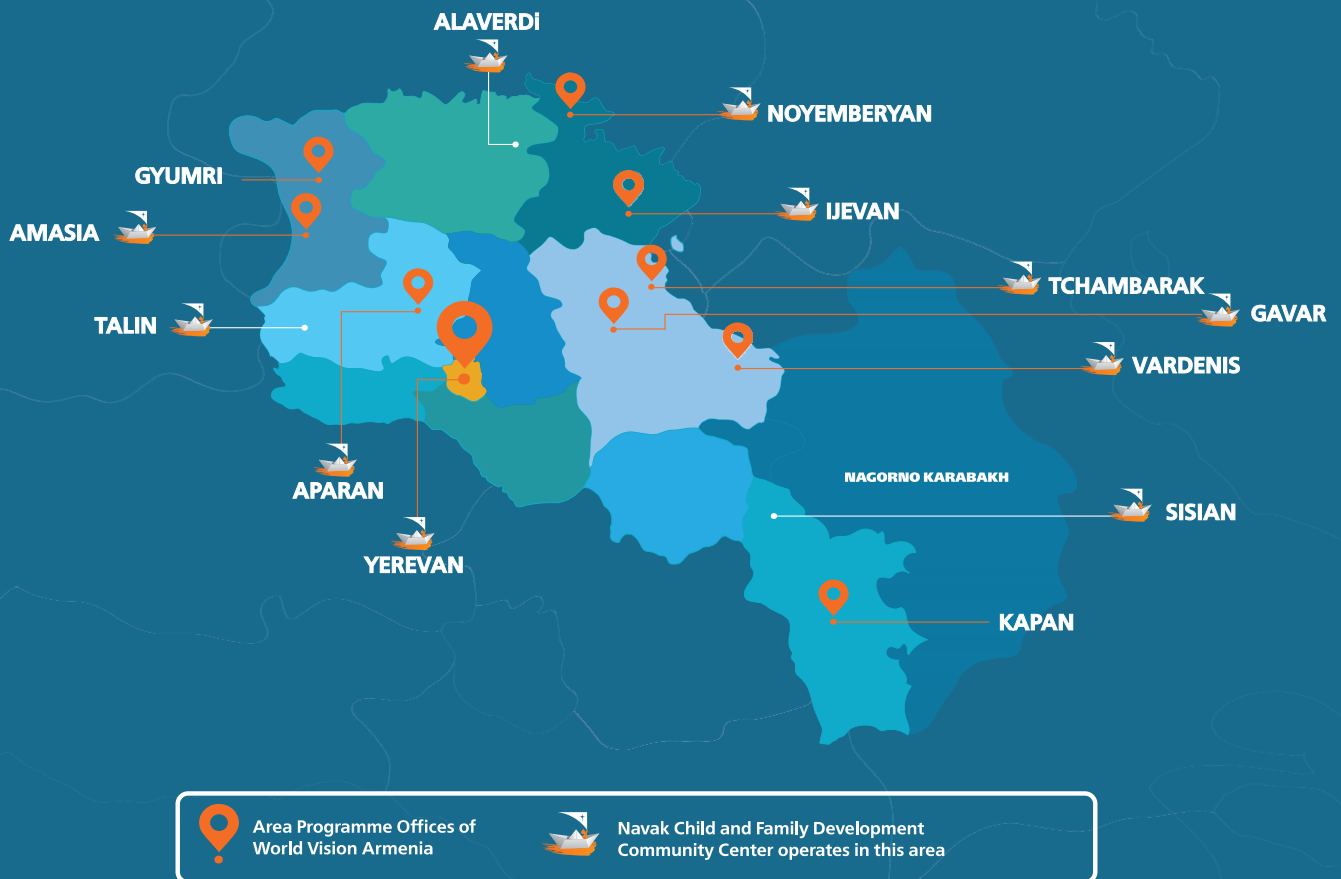 ALAVERDi
NOYEMBERYAN
GYUMRI
IJEVAN
AMASIA
TCHAMBARAK
GAVAR
TALIN
VARDENIS
NAGORNO KARABAKH
APARAN
SISIAN
YEREVAN
KAPAN
Area Programme Offices of
World Vision Armenia
Navak Child and Family Development
Community Center operates in this area